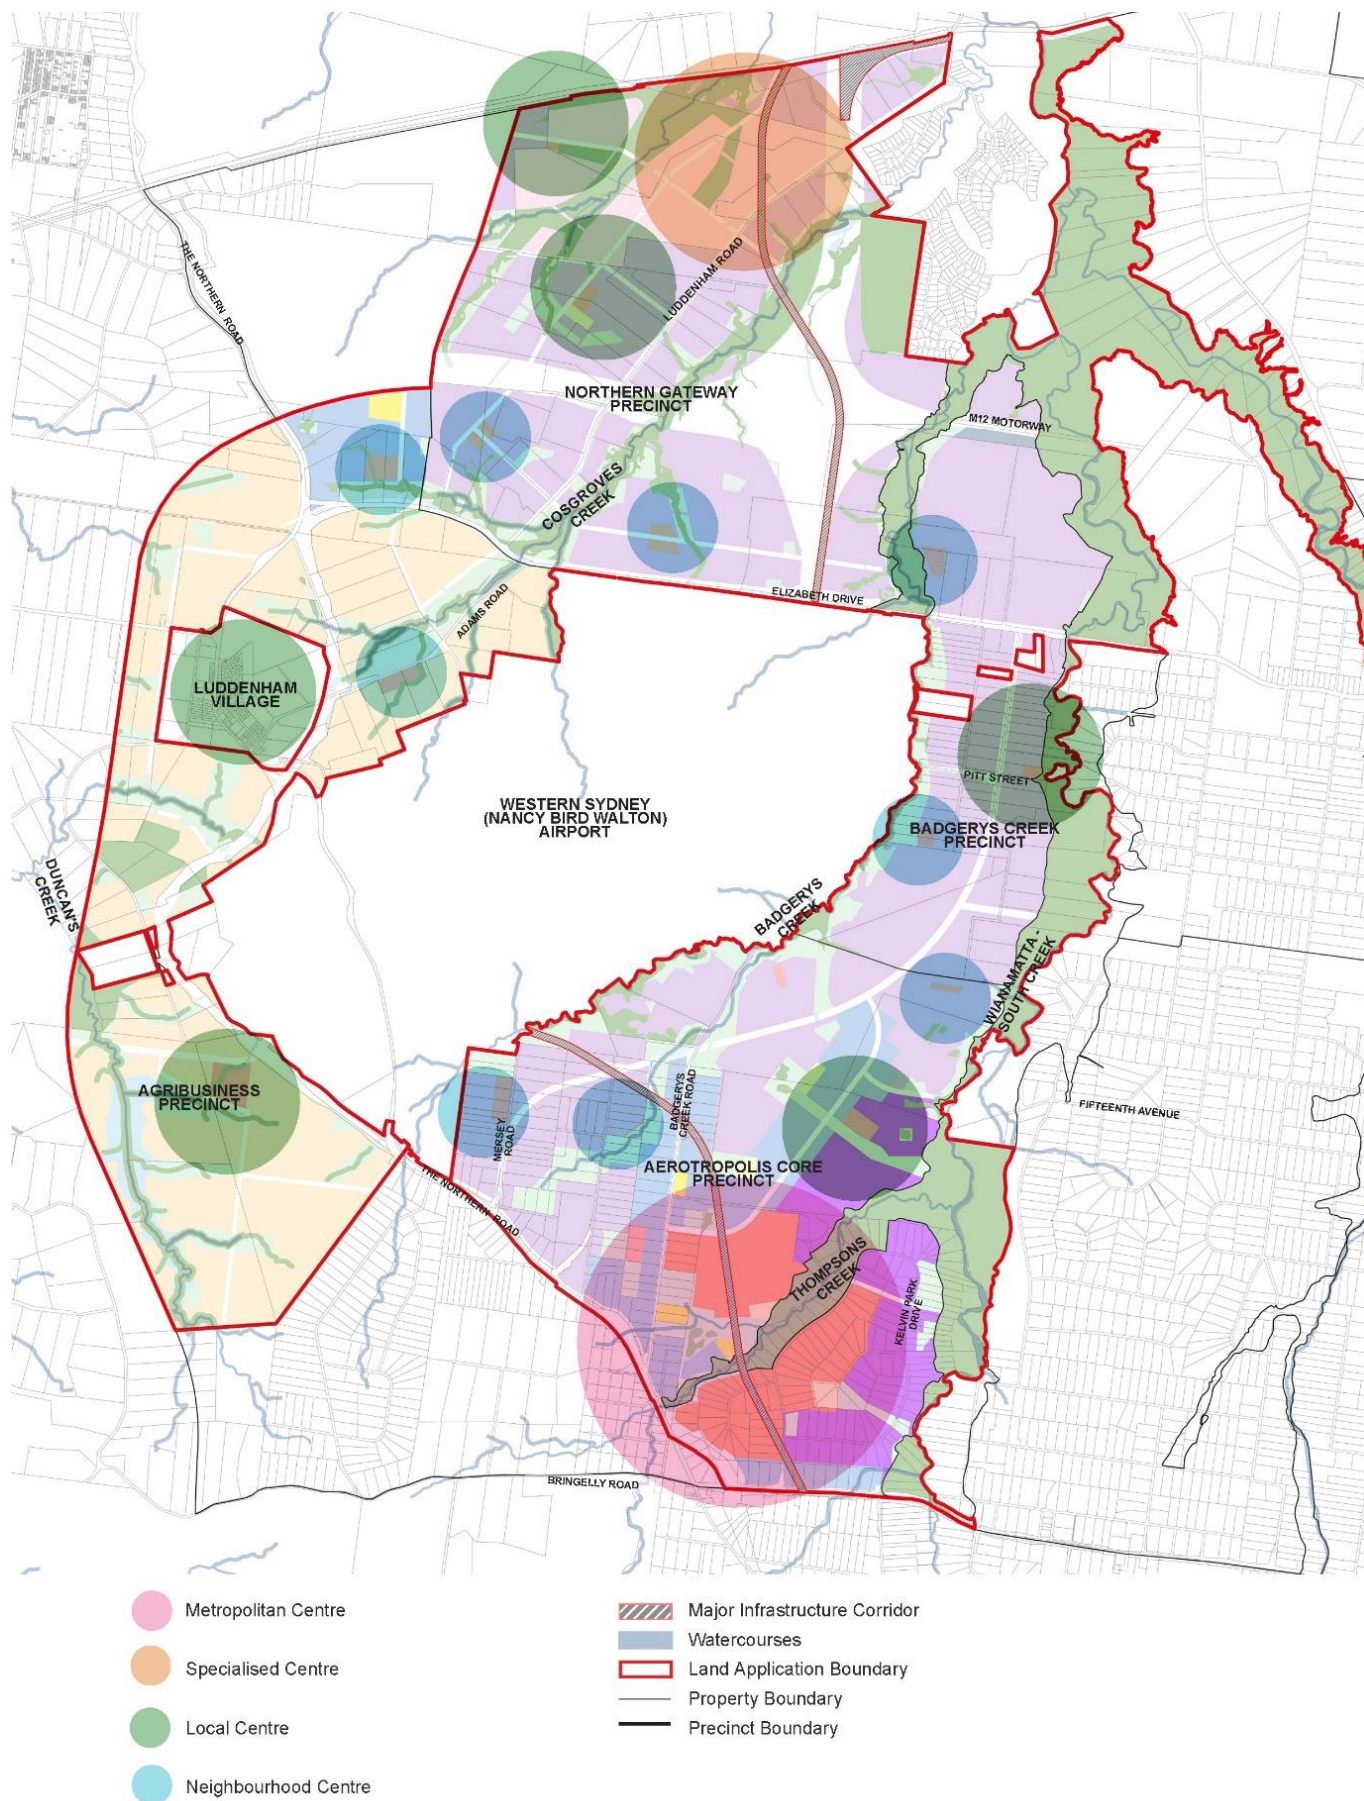 THE NORTHERN ROAD
LUDDENHAM ROAD
NORTHERN GATEWAY
PRECINCT
M12 MOTORWAY
COSGROVES
CREEK
ELIZABETH DRIVE
ADAMS ROAD
LUDDENHAM
VILLAGE
PITT STREET
WESTERN SYDNEY
(NANCY BIRD WALTON)
AIRPORT
BADGERYS CREEK
PRECINCT
DUNCAN'S
CREEK
BADGERYS
CREEK
WIANAMATTA -
SOUTH CREEK
AGRIBUSINESS
PRECINCT
MERSEY
ROAD
BADGERYS
CREEK ROAD
FIFTEENTH AVENUE
AEROTROPOLIS CORE
PRECINCT
THE NORTHERN ROAD
THOMPSONS
CREEK
KELVIN PARK
DRIVE
BRINGELLY ROAD
Metropolitan Centre
Specialised Centre
Local Centre
Neighbourhood Centre
Major Infrastructure Corridor
Watercourses
Land Application Boundary
Property Boundary
Precinct Boundary